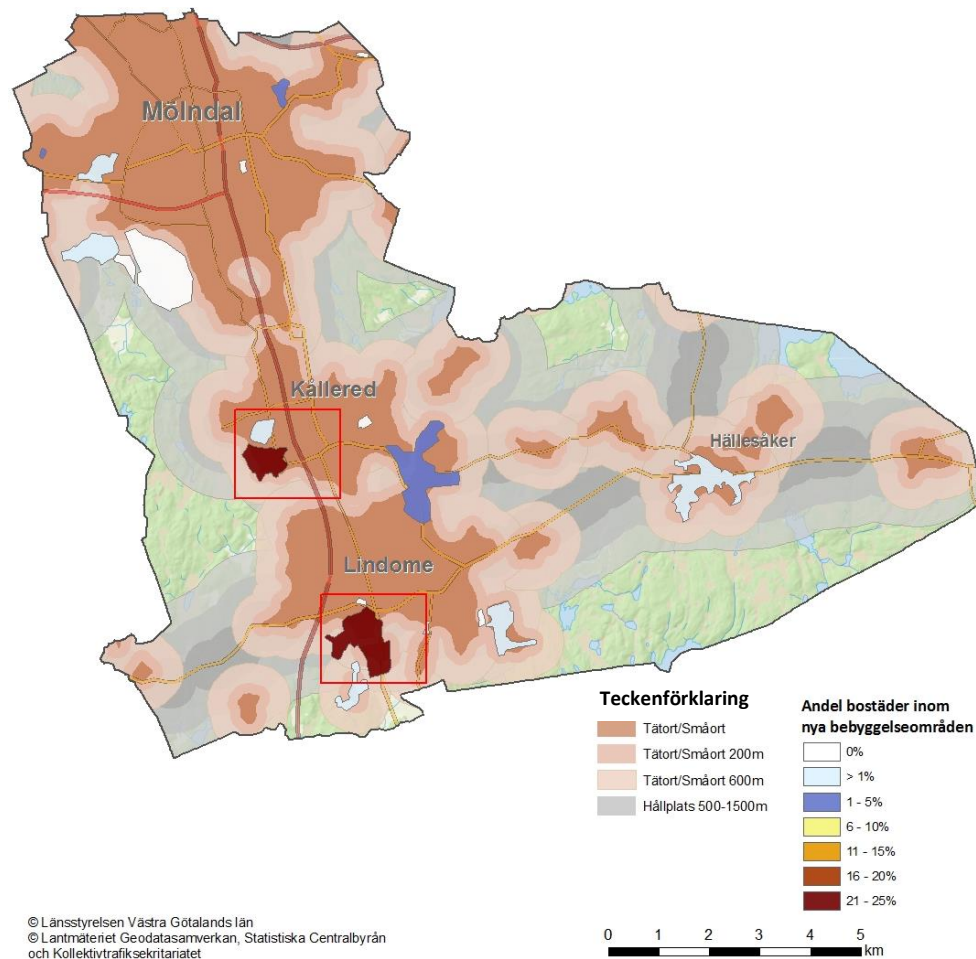 Mölndal
Kållered
Hällesåker
Lindome
Teckenförklaring
Tätort/Småort
Tätort/Småort 200m
Tätort/Småort 600m
Hållplats 500-1500m
Andel bostäder inom
nya bebyggelseområden
0%
> 1%
1 - 5%
6 - 10%
11 - 15%
16 - 20%
21 - 25%
© Länsstyrelsen Västra Götalands län
© Lantmäteriet Geodatasamverkan, Statistiska Centralbyrån
och Kollektivtrafiksekritariatet
0 1 2 3 4 5
km